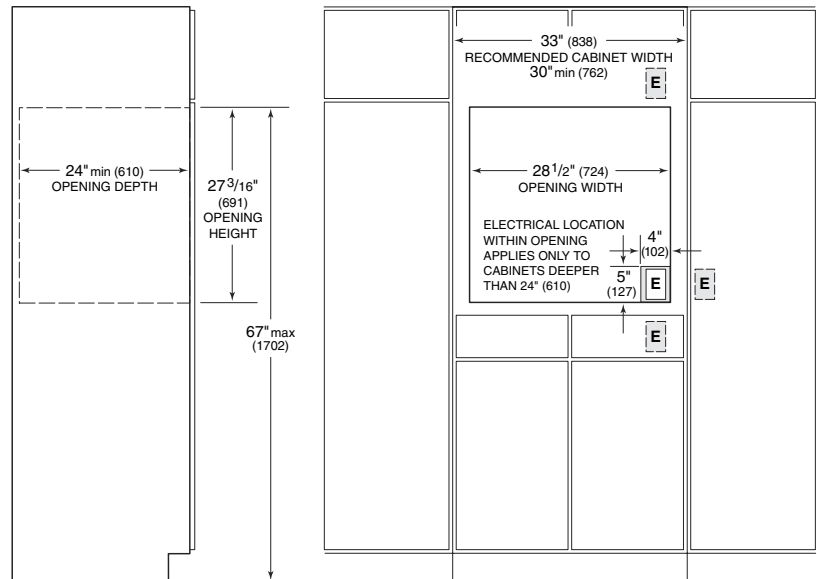 33" (838)
RECOMMENDED CABINET WIDTH
30" min (762)
E
24" min (610)
OPENING DEPTH
27 3/16"
(691)
OPENING
HEIGHT
28 1/2" (724)
OPENING WIDTH
ELECTRICAL LOCATION
WITHIN OPENING
APPLIES ONLY TO
CABINETS DEEPER
THAN 24" (610)
4"
(102)
5"
(127)
E
E
67" max
(1702)
E